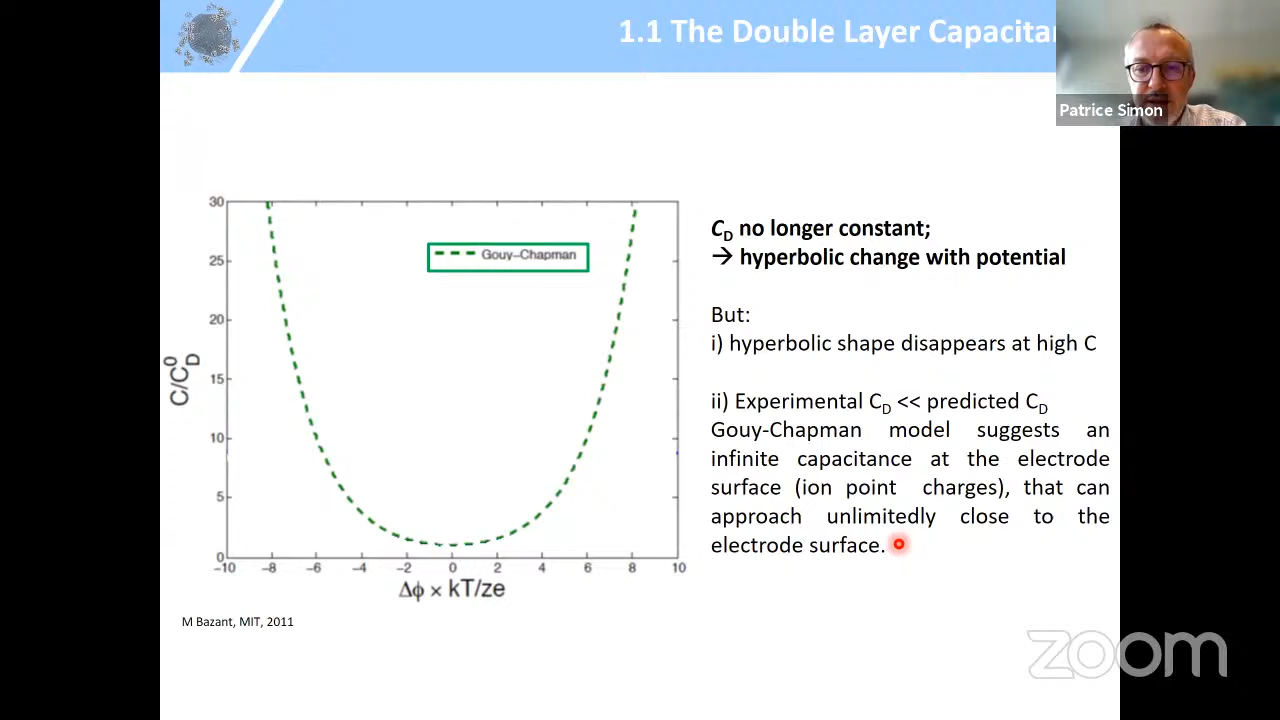 1.1 The Double Layer Capacitan
Patrice Simon
30
25
20
15
10
5
0
C/C⁰D
Gouy–Chapman
−10 −8 −6 −4 −2 0 2 4 6 8 10
Δϕ × kT/ze
M Bazant, MIT, 2011
CD no longer constant;
→ hyperbolic change with potential
But:
i) hyperbolic shape disappears at high C
ii) Experimental CD << predicted CD
Gouy-Chapman model suggests an
infinite capacitance at the electrode
surface (ion point charges), that can
approach unlimitedly close to the
electrode surface.
zoom